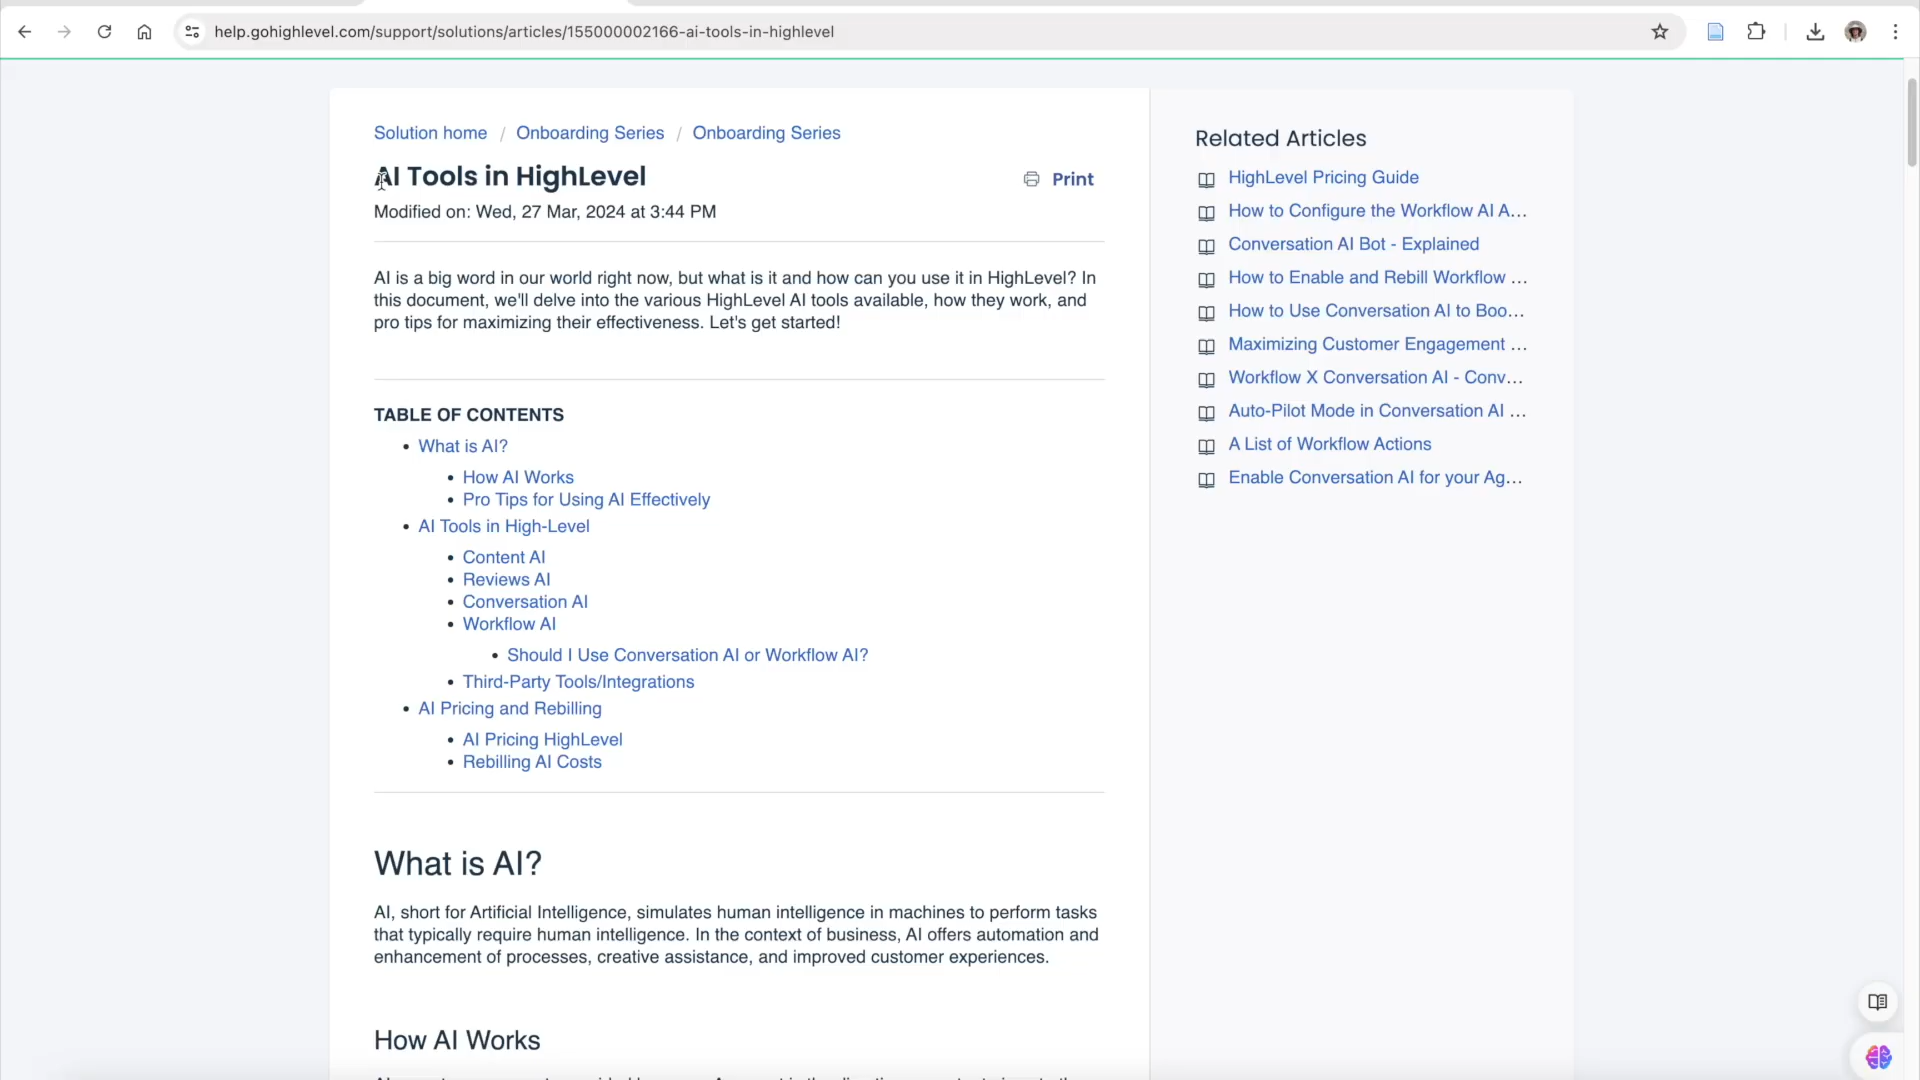 help.gohighlevel.com/support/solutions/articles/155000002166-ai-tools-in-highlevel
Solution home / Onboarding Series / Onboarding Series
AI Tools in HighLevel
Print
Modified on: Wed, 27 Mar, 2024 at 3:44 PM
AI is a big word in our world right now, but what is it and how can you use it in HighLevel? In
this document, we'll delve into the various HighLevel AI tools available, how they work, and
pro tips for maximizing their effectiveness. Let's get started!
TABLE OF CONTENTS
What is AI?
How AI Works
Pro Tips for Using AI Effectively
AI Tools in High-Level
Content AI
Reviews AI
Conversation AI
Workflow AI
Should I Use Conversation AI or Workflow AI?
Third-Party Tools/Integrations
AI Pricing and Rebilling
AI Pricing HighLevel
Rebilling AI Costs
What is AI?
AI, short for Artificial Intelligence, simulates human intelligence in machines to perform tasks
that typically require human intelligence. In the context of business, AI offers automation and
enhancement of processes, creative assistance, and improved customer experiences.
How AI Works
Related Articles
HighLevel Pricing Guide
How to Configure the Workflow AI A...
Conversation AI Bot - Explained
How to Enable and Rebill Workflow ...
How to Use Conversation AI to Boo...
Maximizing Customer Engagement ...
Workflow X Conversation AI - Conv...
Auto-Pilot Mode in Conversation AI ...
A List of Workflow Actions
Enable Conversation AI for your Ag...